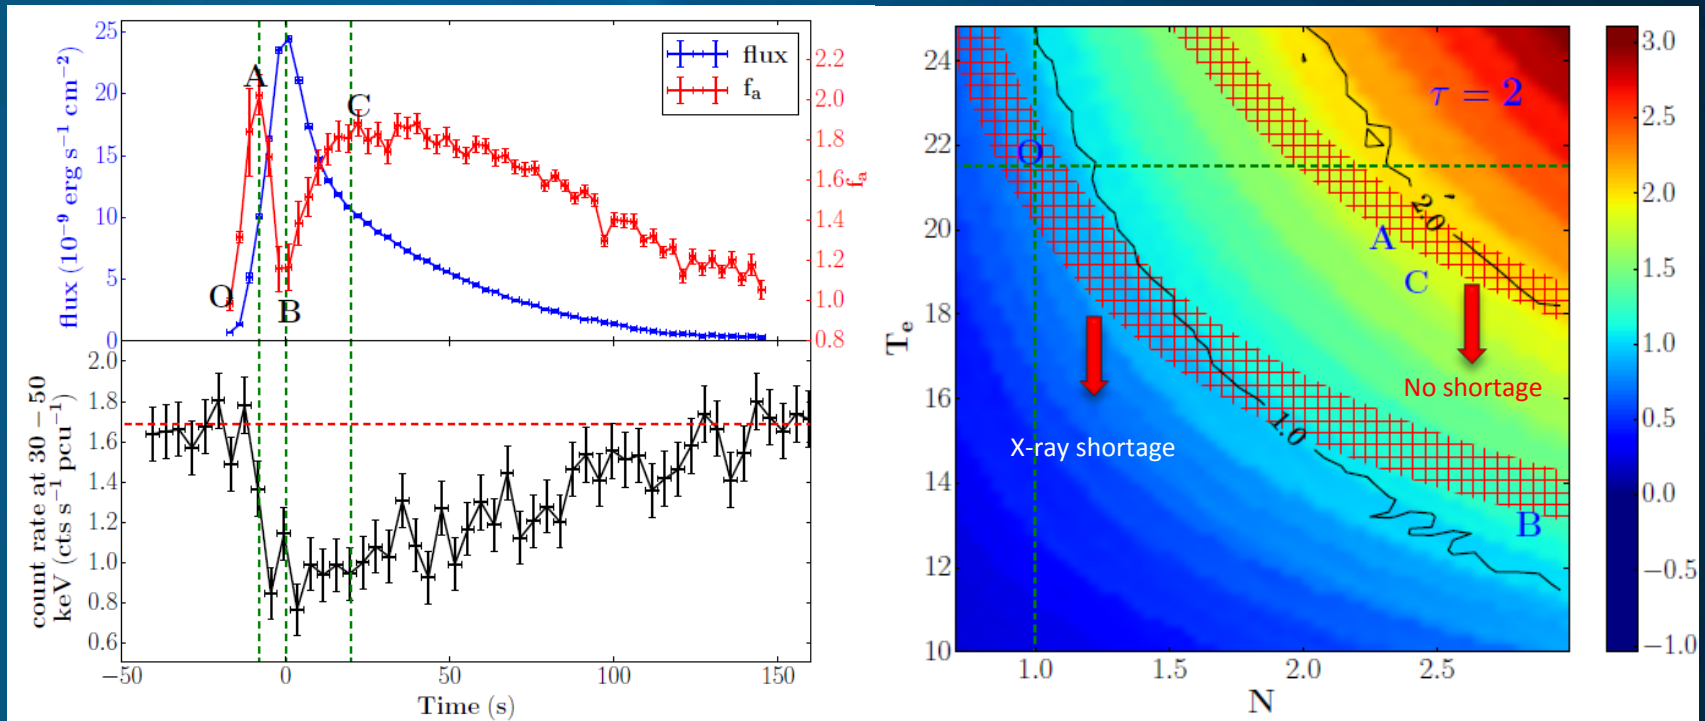 25
20
15
10
5
0
flux (10⁻⁹ erg s⁻¹ cm⁻²)
flux
fₐ
2.2
2.0
1.8
1.6
1.4
1.2
1.0
0.8
fₐ
O
A
B
C
2.0
1.8
1.6
1.4
1.2
1.0
0.8
0.6
count rate at 30−50
keV (cts s⁻¹ pcu⁻¹)
−50
0
50
100
150
Time (s)
24
22
20
18
16
14
12
10
Tₑ
τ = 2
O
2.0
A
C
No shortage
1.0
X-ray shortage
B
1.0
1.5
2.0
2.5
N
3.0
2.5
2.0
1.5
1.0
0.5
0.0
−0.5
−1.0